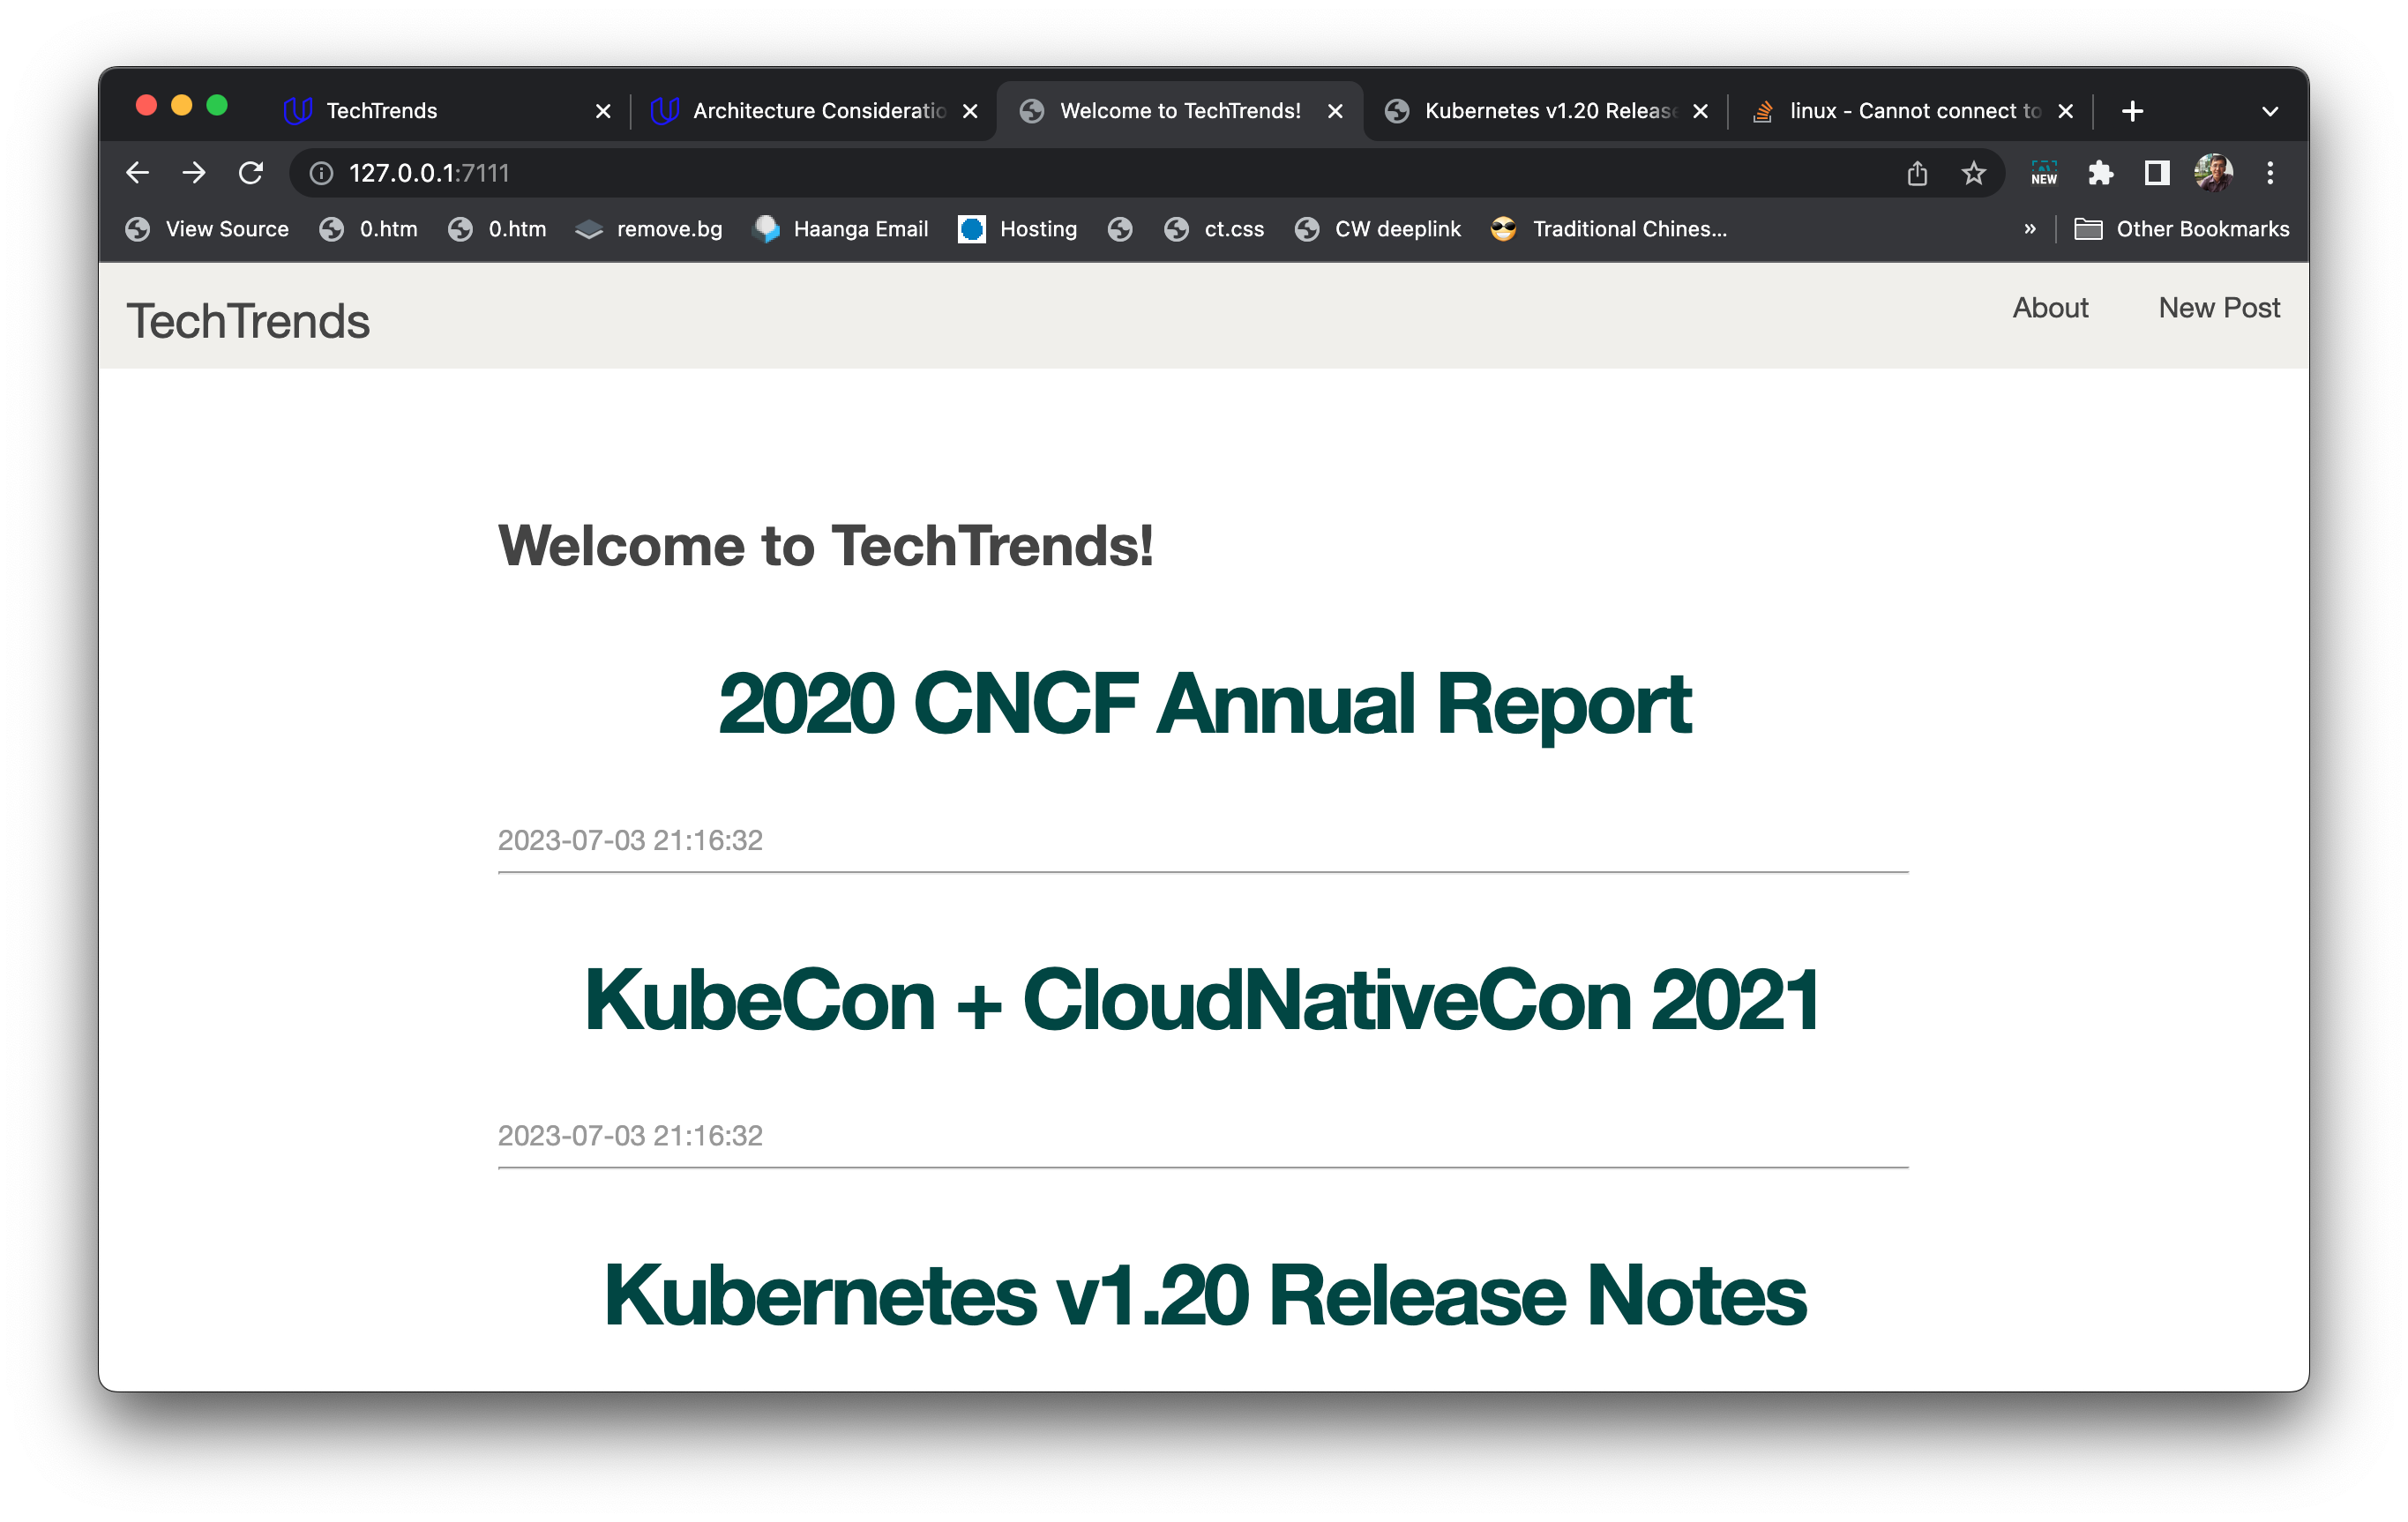 TechTrends
Architecture Consideratio
Welcome to TechTrends!
Kubernetes v1.20 Releas
linux - Cannot connect to
127.0.0.1:7111
NEW
View Source
0.htm
0.htm
remove.bg
Haanga Email
Hosting
ct.css
CW deeplink
Traditional Chines...
»
Other Bookmarks
TechTrends
About
New Post
Welcome to TechTrends!
2020 CNCF Annual Report
2023-07-03 21:16:32
KubeCon + CloudNativeCon 2021
2023-07-03 21:16:32
Kubernetes v1.20 Release Notes